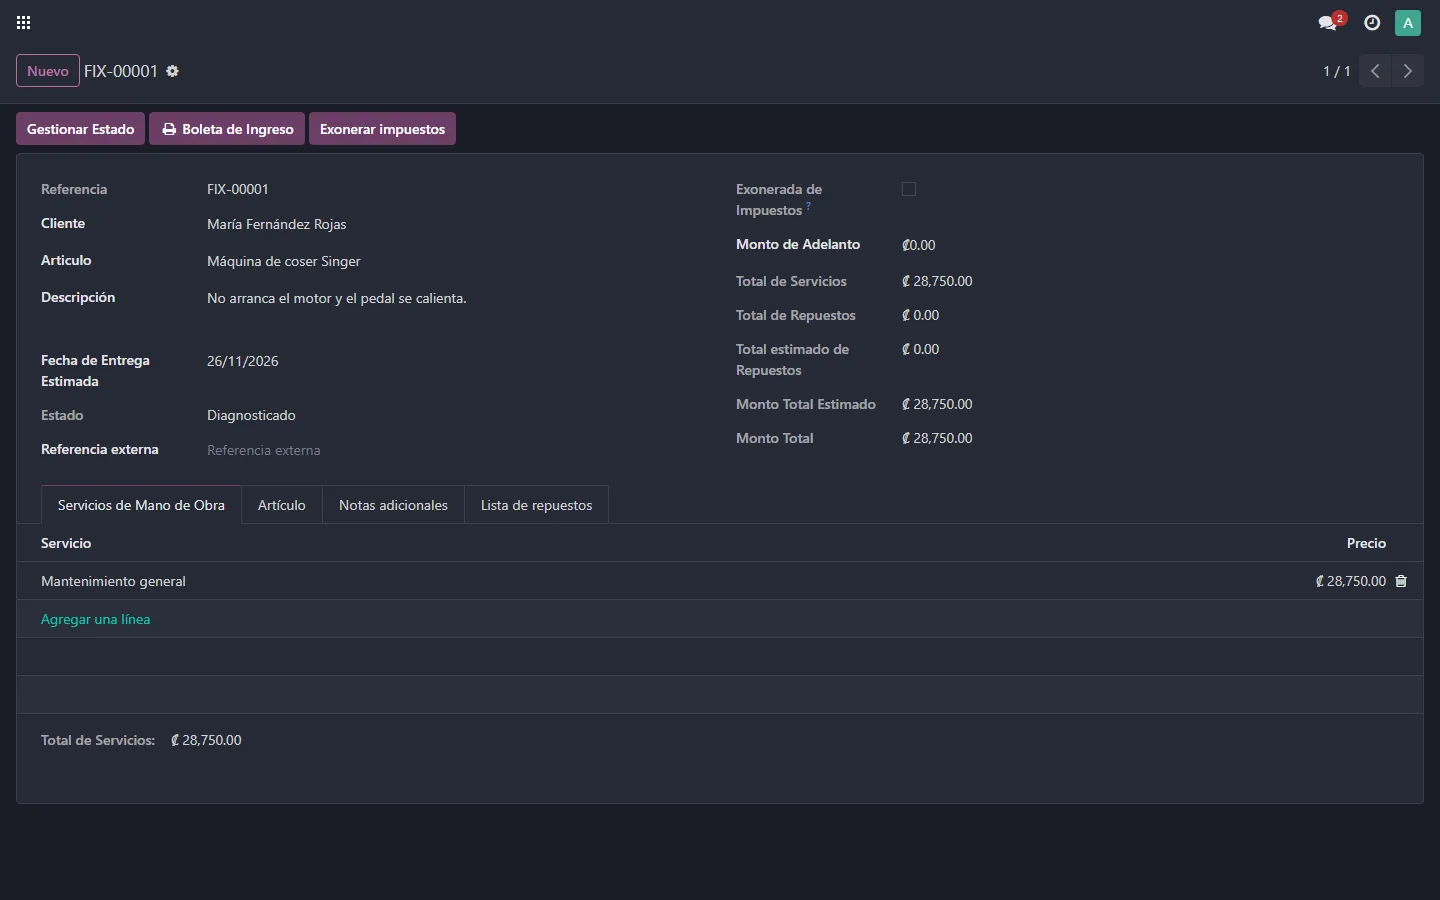 2
A
Nuevo
FIX-00001
1 / 1
Gestionar Estado
Boleta de Ingreso
Exonerar impuestos
Referencia
FIX-00001
Cliente
María Fernández Rojas
Articulo
Máquina de coser Singer
Descripción
No arranca el motor y el pedal se calienta.
Fecha de Entrega
Estimada
26/11/2026
Estado
Diagnosticado
Referencia externa
Referencia externa
Exonerada de
Impuestos ?
Monto de Adelanto
₡0.00
Total de Servicios
₡ 28,750.00
Total de Repuestos
₡ 0.00
Total estimado de
Repuestos
₡ 0.00
Monto Total Estimado
₡ 28,750.00
Monto Total
₡ 28,750.00
Servicios de Mano de Obra
Artículo
Notas adicionales
Lista de repuestos
Servicio
Precio
Mantenimiento general
₡ 28,750.00
Agregar una línea
Total de Servicios:
₡ 28,750.00